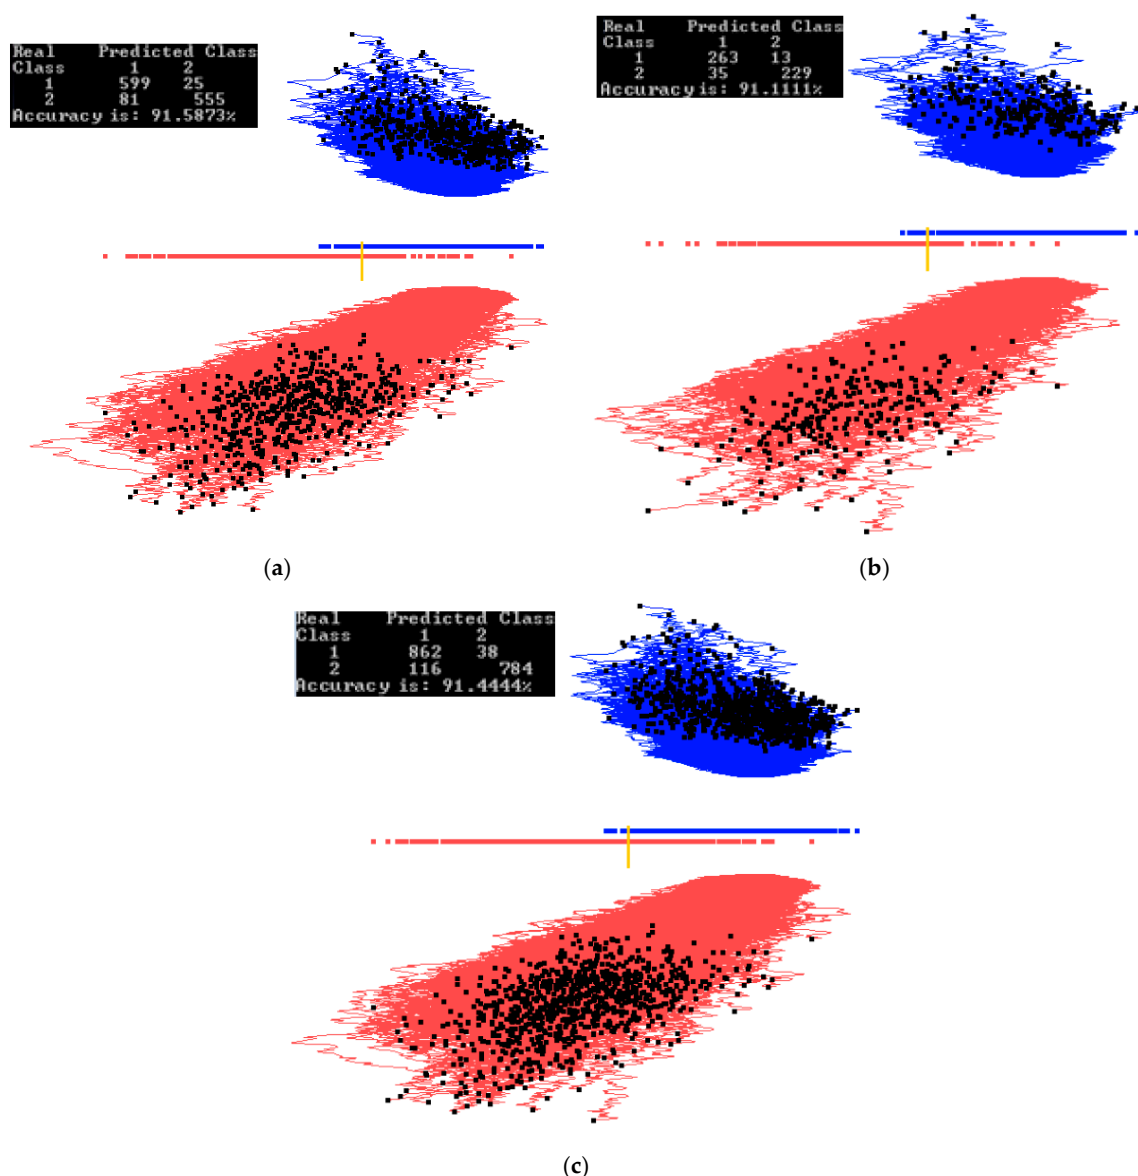 Real Predicted Class
Class 1 2
1 599 25
2 81 555
Accuracy is: 91.5873%
Real Predicted Class
Class 1 2
1 263 13
2 35 229
Accuracy is: 91.1111%
(a)
(b)
Real Predicted Class
Class 1 2
1 862 38
2 116 784
Accuracy is: 91.4444%
(c)